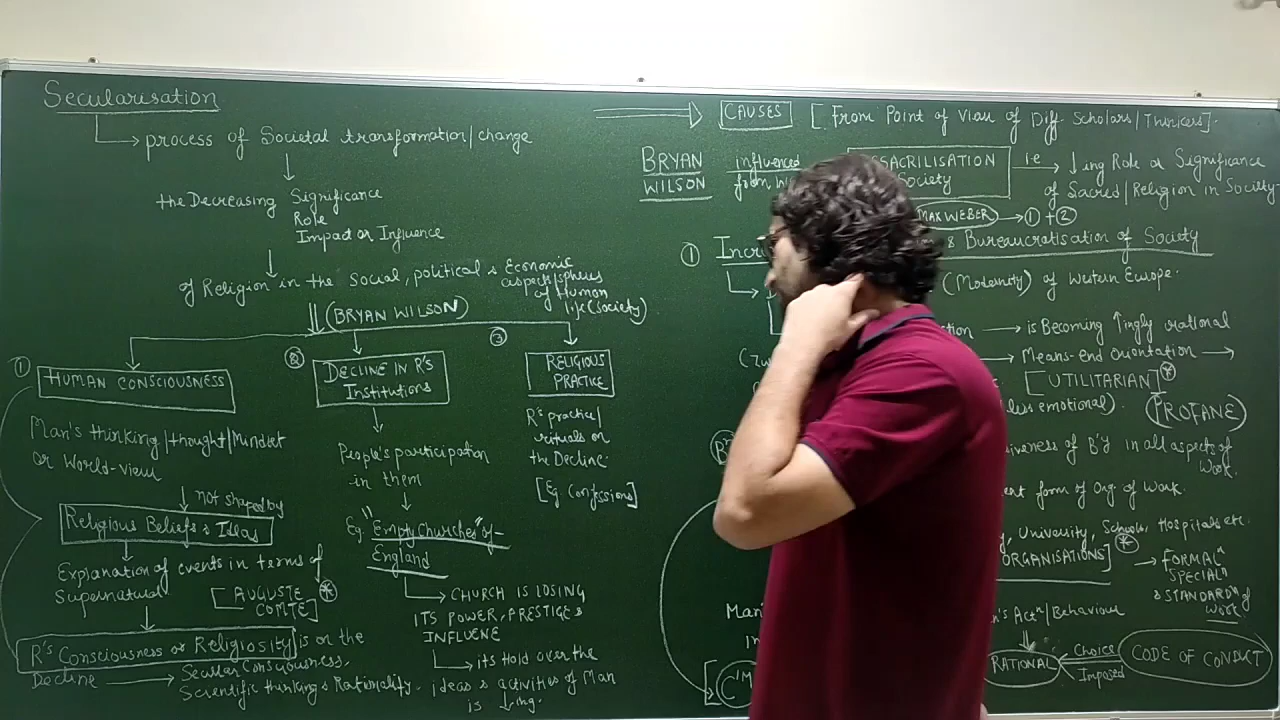 Secularisation
process of Societal transformation/change
the Decreasing Significance
Role
Impact or Influence
of Religion in the Social, political & Economic
aspects/spheres
of Human
life (Society)
(BRYAN WILSON)
① HUMAN CONSCIOUSNESS
Man's thinking/thought/Mindset
or World-view
not shaped by
Religious Beliefs & Ideas
Explanation of events in terms of
Supernatural
[AUGUSTE
COMTE]*
R's Consciousness or Religiosity is on the
Decline → Secular Consciousness,
Scientific thinking & Rationality.
② DECLINE IN R's
Institutions
People's participation
in them
Eg. "Empty Churches" of
England
CHURCH IS LOSING
ITS POWER, PRESTIGE &
INFLUENE
its Hold over the
ideas & activities of Man
is ↓ing.
③ RELIGIOUS
PRACTICE
R's practice/
rituals on
the Decline.
[Eg. Confessions]
CAUSES [From Point of View of Diff. Scholars/Thinkers].
BRYAN
WILSON
influenced
from
SSACRILISATION
Society
i.e ↓ing Role or Significance
of Sacred/Religion in Society
MAX WEBER → ① + ②
① Incr
& Bureaucratisation of Society
(Modernity) of Western Europe.
→ is Becoming ↑ingly rational
→ Means-end Orientation →
[UTILITARIAN]*
less emotional). (PROFANE)
iveness of B'y in all aspects of
Work.
nt form of Org. of Work.
, University, Schools, Hospitals etc.
ORGANISATIONS]* → FORMAL"
SPECIAL"
& STANDARD" of
Work
Man'
n's Actⁿ/Behaviour
in
RATIONAL
Choice
Imposed
CODE OF CONDUCT